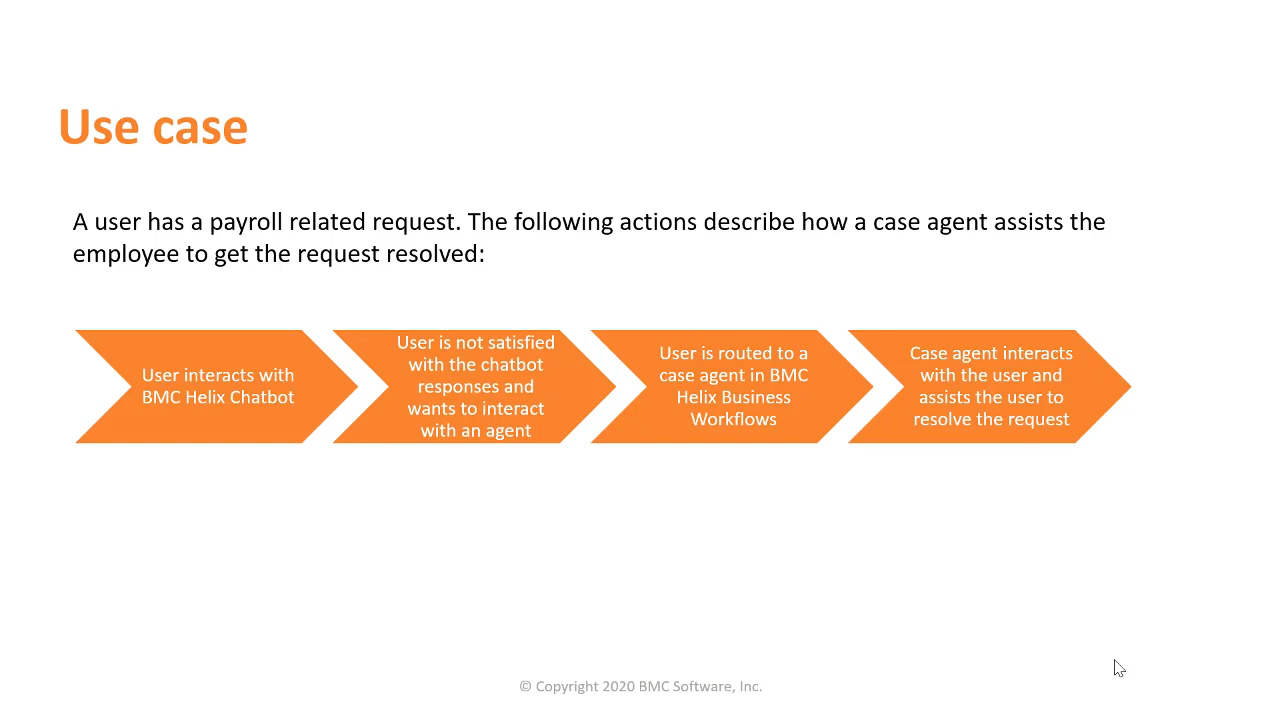 Use case
A user has a payroll related request. The following actions describe how a case agent assists the
employee to get the request resolved:
User interacts with
BMC Helix Chatbot
User is not satisfied
with the chatbot
responses and
wants to interact
with an agent
User is routed to a
case agent in BMC
Helix Business
Workflows
Case agent interacts
with the user and
assists the user to
resolve the request
© Copyright 2020 BMC Software, Inc.